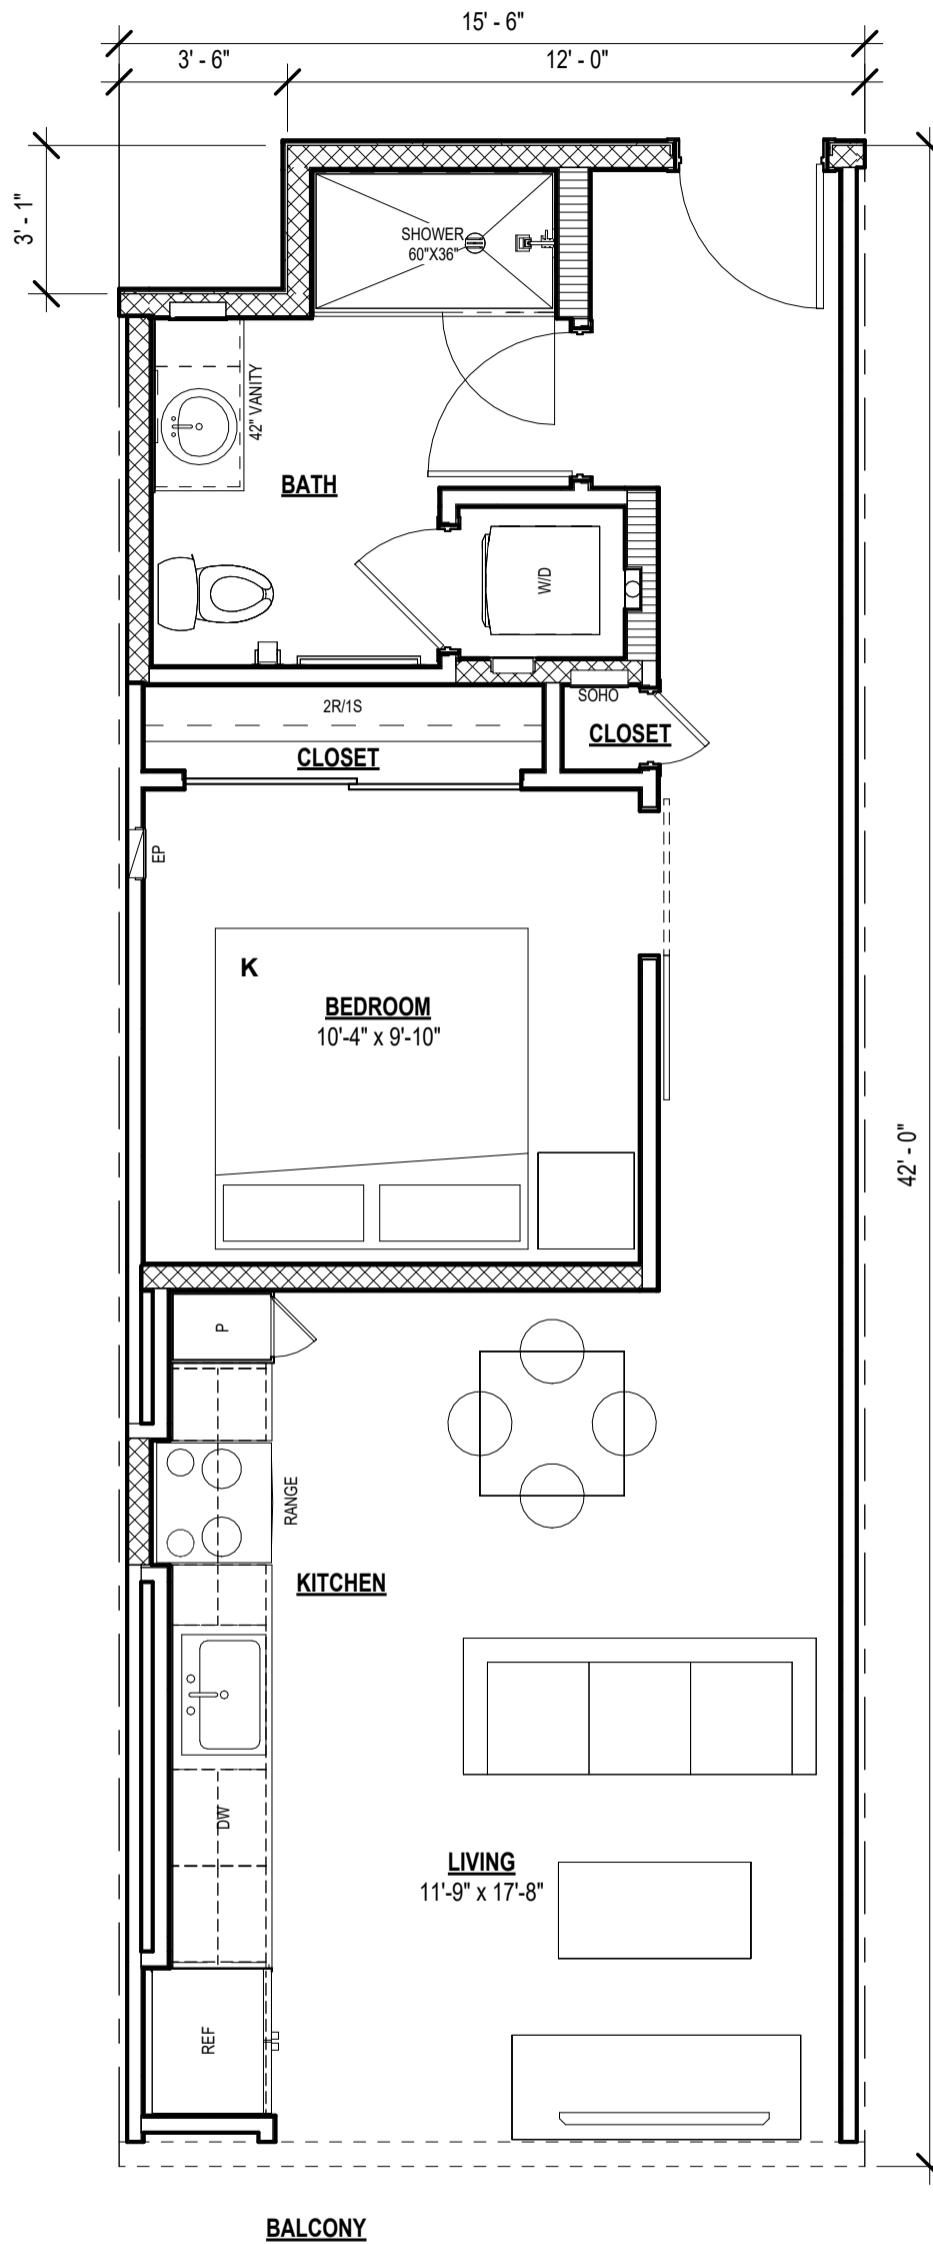 15' - 6"
3' - 6"
12' - 0"
3' - 1"
SHOWER
60"X36"
42" VANITY
BATH
W/D
2R/1S
SOHO
CLOSET
CLOSET
EP
K
BEDROOM
10'-4" x 9'-10"
42' - 0"
P
RANGE
KITCHEN
DW
LIVING
11'-9" x 17'-8"
REF
BALCONY